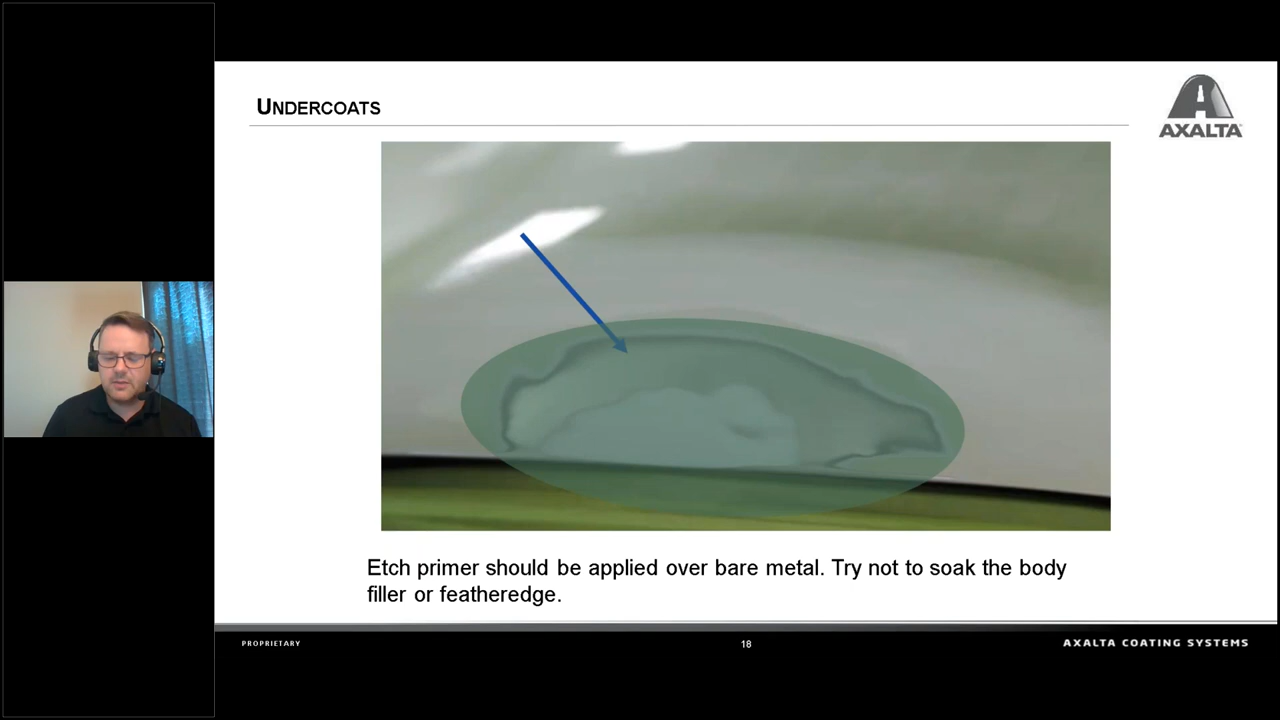 UNDERCOATS
AXALTA
Etch primer should be applied over bare metal. Try not to soak the body
filler or featheredge.
PROPRIETARY
18
AXALTA COATING SYSTEMS